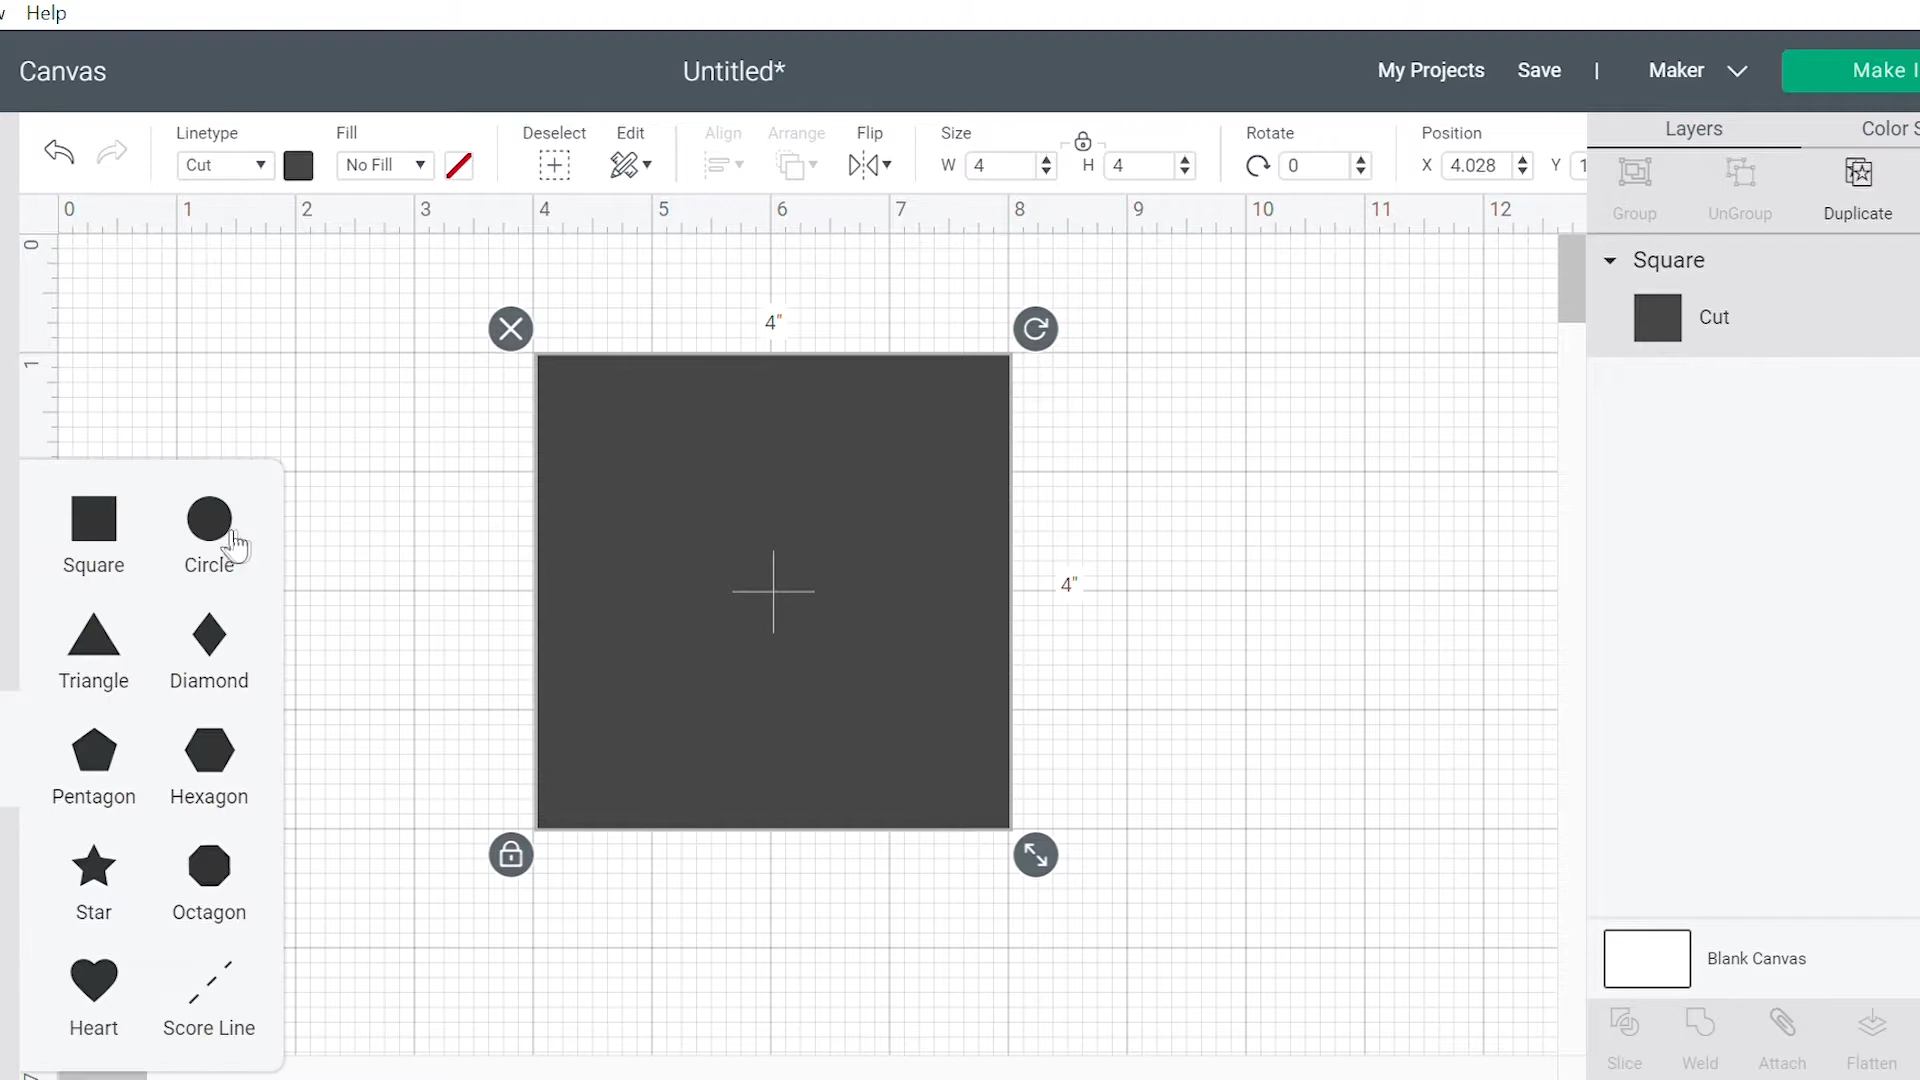 Help
Canvas
Untitled*
My Projects Save | Maker
Make I
Linetype Fill Deselect Edit Align Arrange Flip Size Rotate Position
Cut No Fill W 4 H 4 0 X 4.028 Y 1
Layers Color S
Group UnGroup Duplicate
0 1 2 3 4 5 6 7 8 9 10 11 12
0
1
4"
4"
Square
Cut
Square Circle
Triangle Diamond
Pentagon Hexagon
Star Octagon
Heart Score Line
Blank Canvas
Slice Weld Attach Flatten